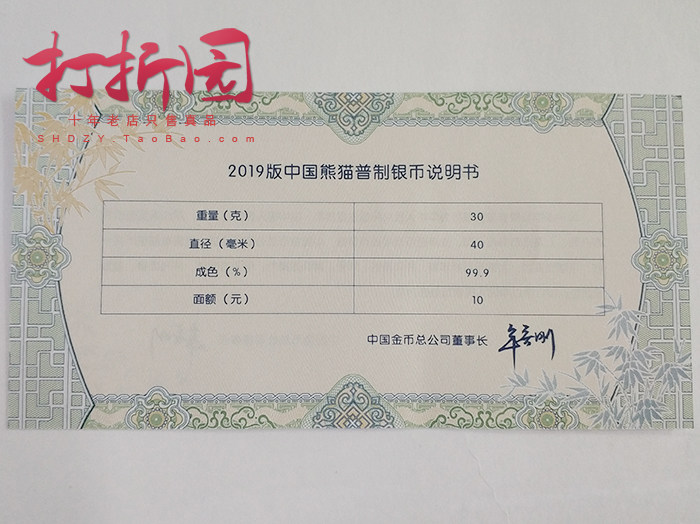 打折园
十年老店只售真品
SHDZY.TaoBao.com
2019版中国熊猫普制银币说明书
重量（克） 30
直径（毫米） 40
成色（%） 99.9
面额（元） 10
中国金币总公司董事长